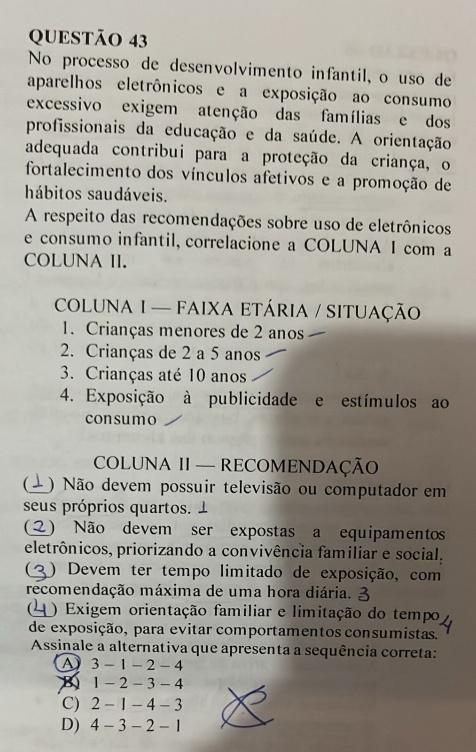 QUESTÃO 43
No processo de desenvolvimento infantil, o uso de
aparelhos eletrônicos e a exposição ao consumo
excessivo exigem atenção das famílias e dos
profissionais da educação e da saúde. A orientação
adequada contribui para a proteção da criança, o
fortalecimento dos vínculos afetivos e a promoção de
hábitos saudáveis.
A respeito das recomendações sobre uso de eletrônicos
e consumo infantil, correlacione a COLUNA I com a
COLUNA II.
COLUNA I — FAIXA ETÁRIA / SITUAÇÃO
1. Crianças menores de 2 anos
2. Crianças de 2 a 5 anos
3. Crianças até 10 anos
4. Exposição à publicidade e estímulos ao
consumo
COLUNA II — RECOMENDAÇÃO
(1) Não devem possuir televisão ou computador em
seus próprios quartos. 1
(2) Não devem ser expostas a equipamentos
eletrônicos, priorizando a convivência familiar e social.
(3) Devem ter tempo limitado de exposição, com
recomendação máxima de uma hora diária. 3
(4) Exigem orientação familiar e limitação do tempo 4
de exposição, para evitar comportamentos consumistas.
Assinale a alternativa que apresenta a sequência correta:
A) 3 – 1 – 2 – 4
B) 1 – 2 – 3 – 4
C) 2 – 1 – 4 – 3
D) 4 – 3 – 2 – 1